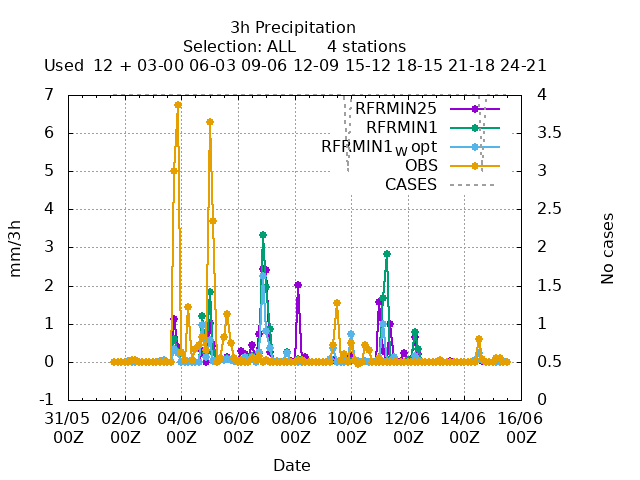 3h Precipitation
Selection: ALL 4 stations
Used 12 + 03-00 06-03 09-06 12-09 15-12 18-15 21-18 24-21
7 4
RFRMIN25
6 3.5
RFRMIN1
RFRMIN1w opt
OBS
5 3
CASES
4 2.5
mm/3h
No cases
3 2
2 1.5
1 1
0 0.5
-1 0
31/05 02/06 04/06 06/06 08/06 10/06 12/06 14/06 16/06
00Z 00Z 00Z 00Z 00Z 00Z 00Z 00Z 00Z
Date